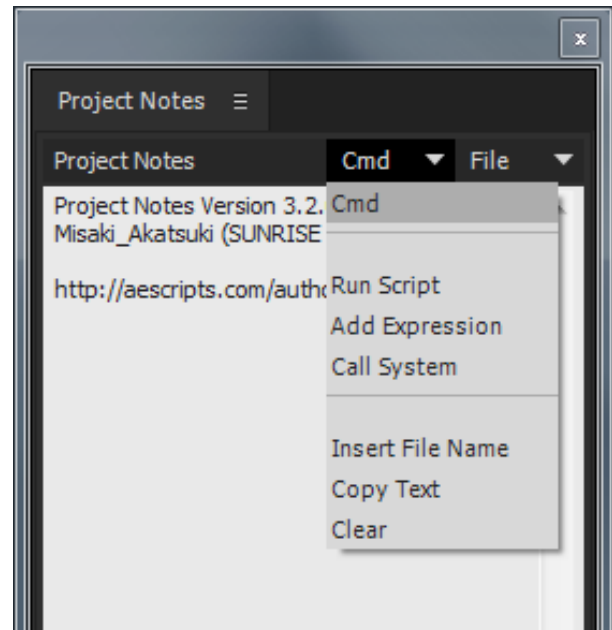 x
Project Notes
Project Notes Cmd File
Project Notes Version 3.2.
Misaki_Akatsuki (SUNRISE
http://aescripts.com/autho
Cmd
Run Script
Add Expression
Call System
Insert File Name
Copy Text
Clear